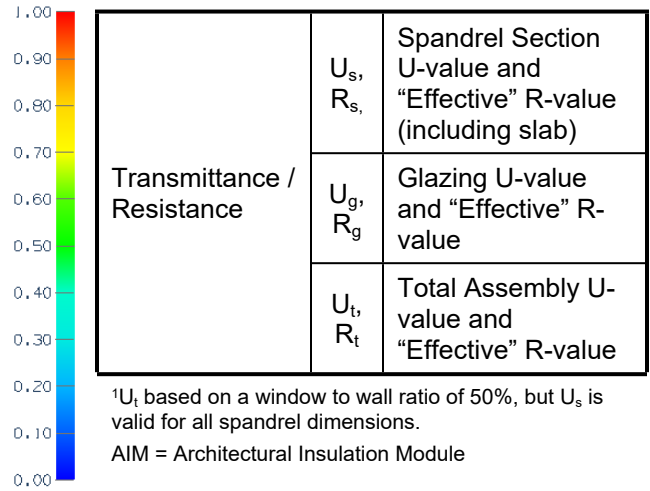 1.00
0.90
0.80
0.70
0.60
0.50
0.40
0.30
0.20
0.10
0.00
Transmittance /
Resistance
Us,
Rs,
Spandrel Section
U-value and
“Effective” R-value
(including slab)
Ug,
Rg
Glazing U-value
and “Effective” R-
value
Ut,
Rt
Total Assembly U-
value and
“Effective” R-value
¹Ut based on a window to wall ratio of 50%, but Us is
valid for all spandrel dimensions.
AIM = Architectural Insulation Module